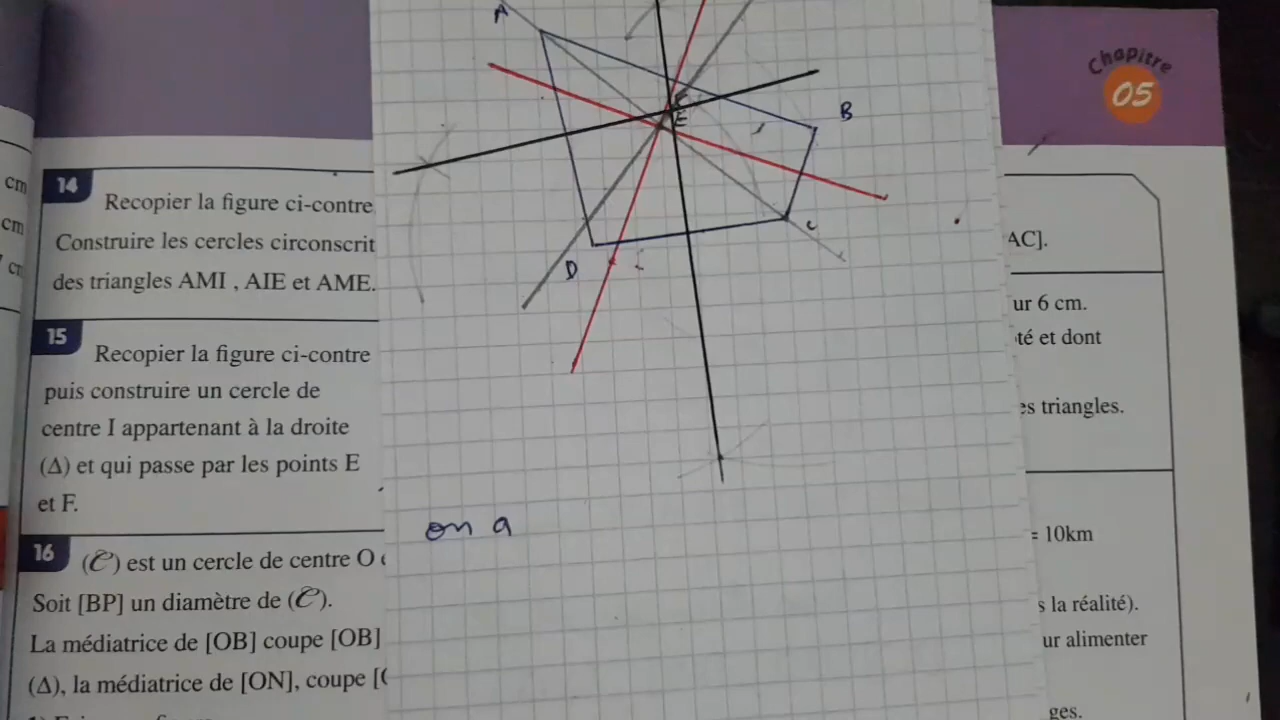 Chapitre
05
A
B
E
C
D
on a
cm
cm
14
Recopier la figure ci-contre
Construire les cercles circonscrit
des triangles AMI , AIE et AME.
15
Recopier la figure ci-contre
puis construire un cercle de
centre I appartenant à la droite
(Δ) et qui passe par les points E
et F.
16
(𝒞) est un cercle de centre O
Soit [BP] un diamètre de (𝒞).
La médiatrice de [OB] coupe [OB]
(Δ), la médiatrice de [ON], coupe [
AC].
ur 6 cm.
té et dont
es triangles.
= 10km
s la réalité).
ur alimenter
ges.